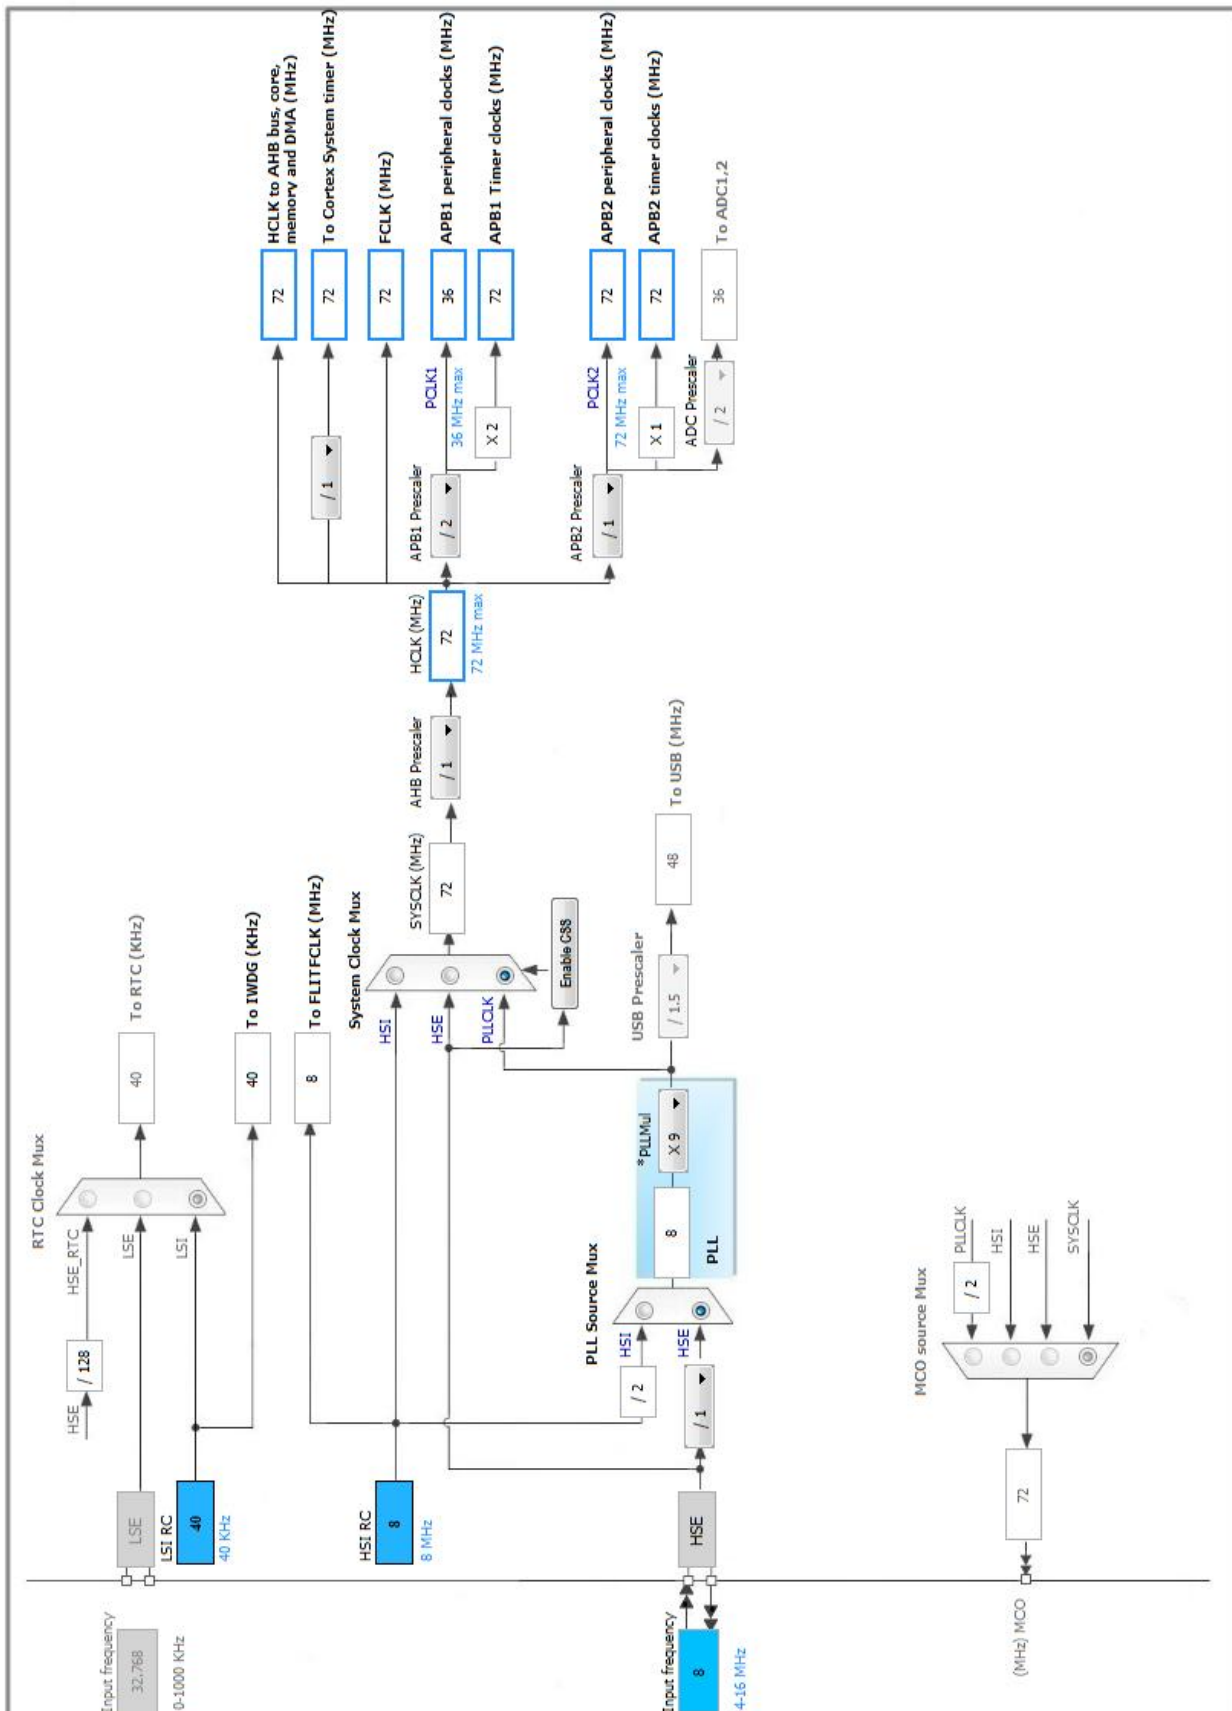 Input frequency
32.768
0-1000 KHz
LSE
LSI RC
40
40 KHz
HSE
/ 128
HSE_RTC
LSE
LSI
RTC Clock Mux
40
To RTC (KHz)
40
To IWDG (KHz)
8
To FLITFCLK (MHz)
HSI RC
8
8 MHz
System Clock Mux
HSI
HSE
PLLCLK
Enable CSS
SYSCLK (MHz)
72
AHB Prescaler
/ 1
HCLK (MHz)
72
72 MHz max
/ 1
72
HCLK to AHB bus, core,
memory and DMA (MHz)
72
To Cortex System timer (MHz)
72
FCLK (MHz)
APB1 Prescaler
/ 2
PCLK1
36 MHz max
36
APB1 peripheral clocks (MHz)
X 2
72
APB1 Timer clocks (MHz)
APB2 Prescaler
/ 1
PCLK2
72 MHz max
72
APB2 peripheral clocks (MHz)
X 1
72
APB2 timer clocks (MHz)
ADC Prescaler
/ 2
36
To ADC1,2
Input frequency
8
4-16 MHz
HSE
/ 2
/ 1
PLL Source Mux
HSI
HSE
8
*PLLMul
X 9
PLL
USB Prescaler
/ 1.5
48
To USB (MHz)
(MHz) MCO
72
MCO source Mux
/ 2
PLLCLK
HSI
HSE
SYSCLK